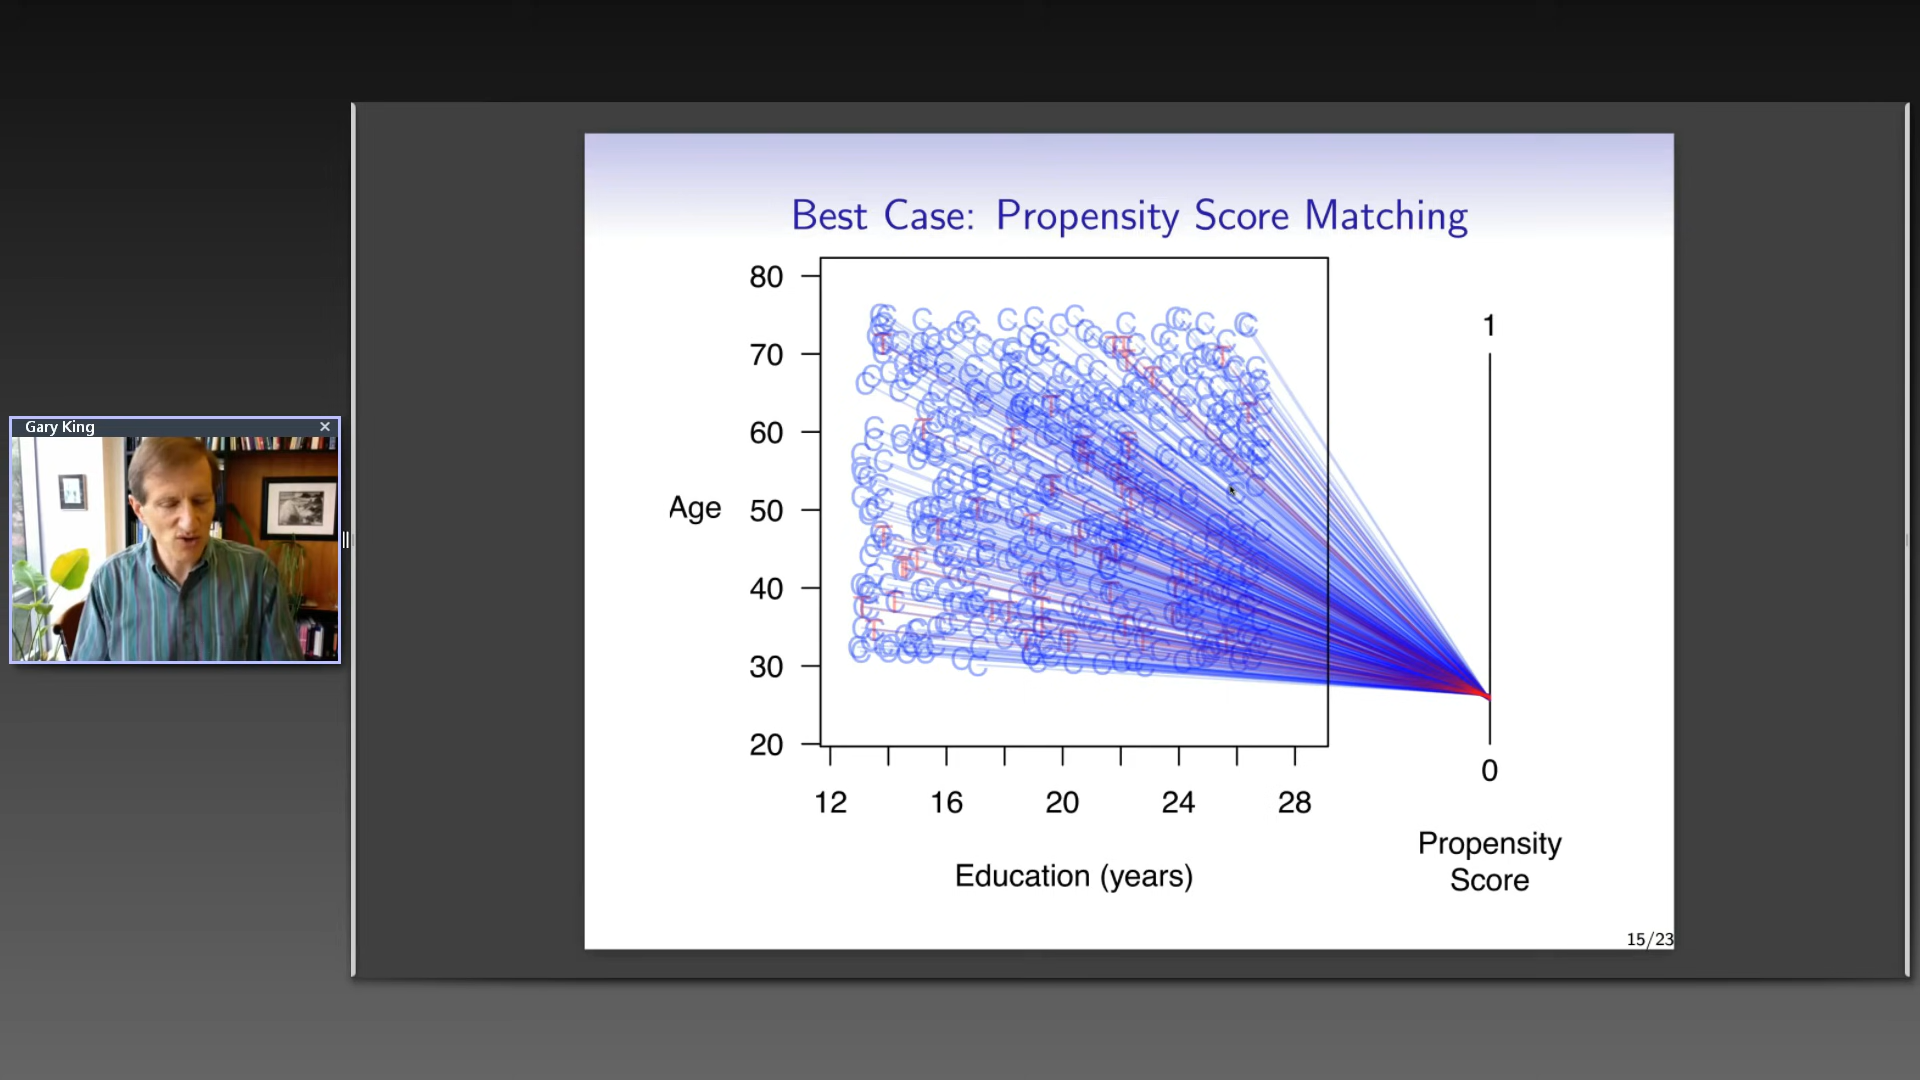 Gary King
Best Case: Propensity Score Matching
80
70
60
50
40
30
20
Age
12 16 20 24 28
Education (years)
1
0
Propensity
Score
15/23